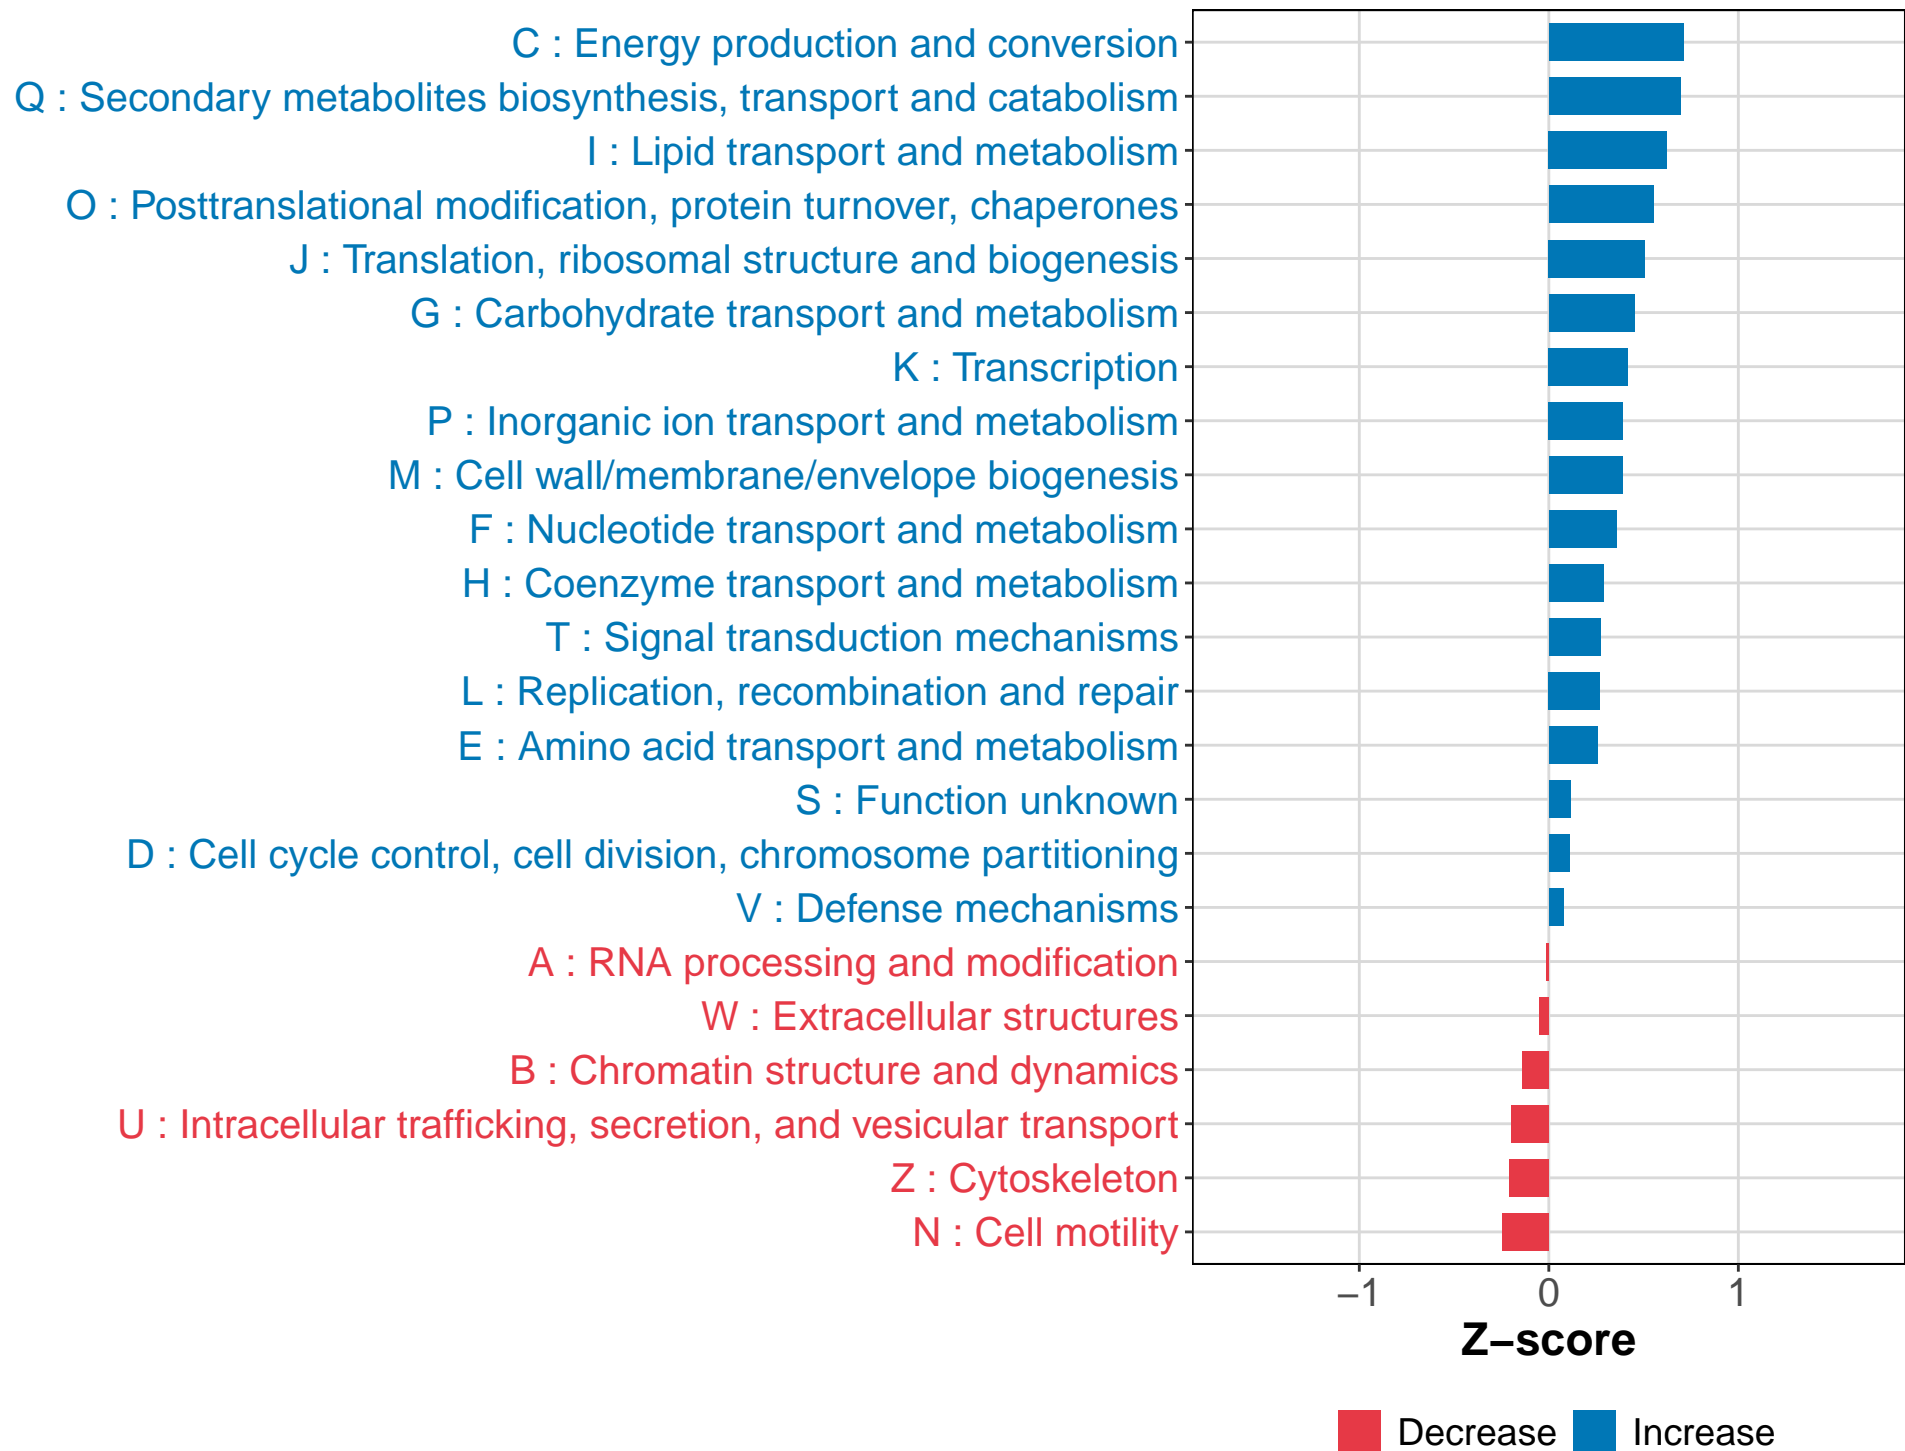 C : Energy production and conversion
Q : Secondary metabolites biosynthesis, transport and catabolism
I : Lipid transport and metabolism
O : Posttranslational modification, protein turnover, chaperones
J : Translation, ribosomal structure and biogenesis
G : Carbohydrate transport and metabolism
K : Transcription
P : Inorganic ion transport and metabolism
M : Cell wall/membrane/envelope biogenesis
F : Nucleotide transport and metabolism
H : Coenzyme transport and metabolism
T : Signal transduction mechanisms
L : Replication, recombination and repair
E : Amino acid transport and metabolism
S : Function unknown
D : Cell cycle control, cell division, chromosome partitioning
V : Defense mechanisms
A : RNA processing and modification
W : Extracellular structures
B : Chromatin structure and dynamics
U : Intracellular trafficking, secretion, and vesicular transport
Z : Cytoskeleton
N : Cell motility
−1 0 1
Z−score
Decrease Increase